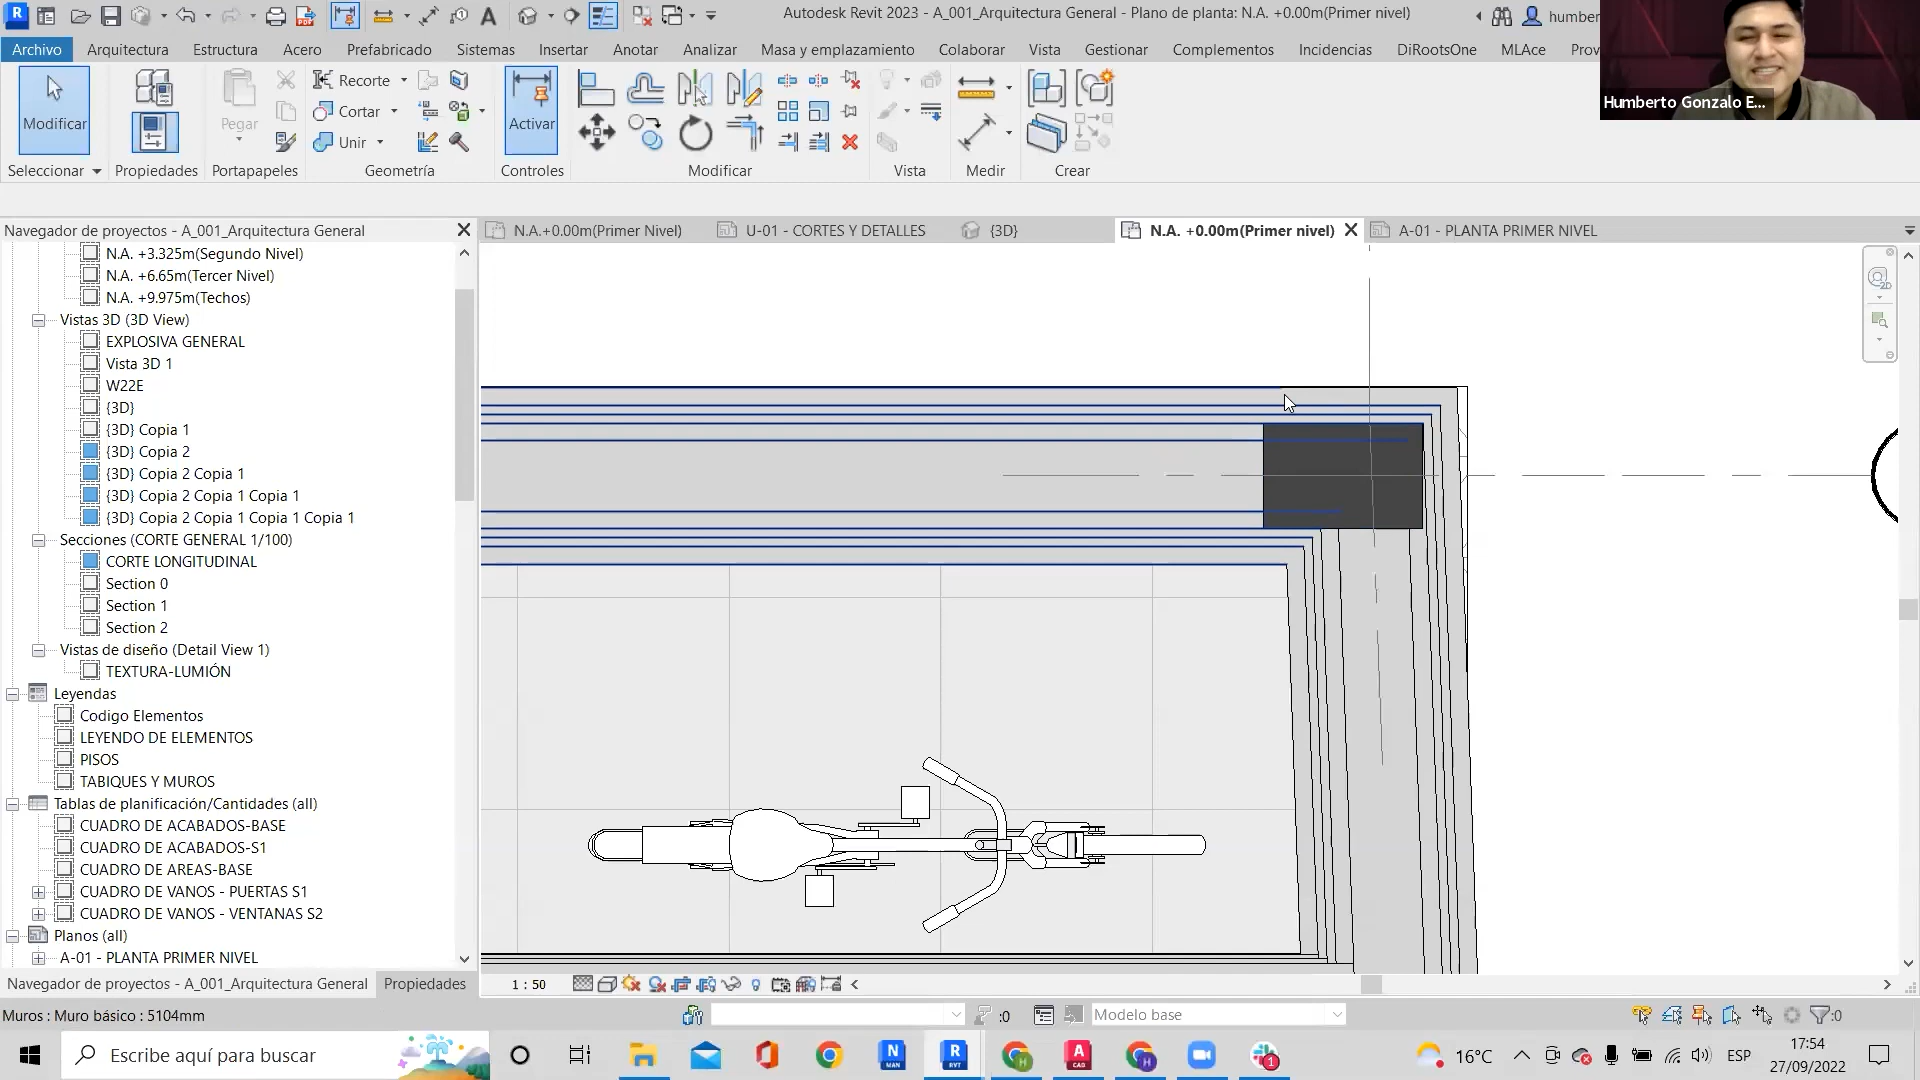 Autodesk Revit 2023 - A_001_Arquitectura General - Plano de planta: N.A. +0.00m(Primer nivel)
humber
Archivo Arquitectura Estructura Acero Prefabricado Sistemas Insertar Anotar Analizar Masa y emplazamiento Colaborar Vista Gestionar Complementos Incidencias DiRootsOne MLAce Prov
Humberto Gonzalo E...
Modificar
Pegar
Recorte
Cortar
Unir
Activar
Seleccionar Propiedades Portapapeles Geometría Controles Modificar Vista Medir Crear
Navegador de proyectos - A_001_Arquitectura General
N.A.+0.00m(Primer Nivel) U-01 - CORTES Y DETALLES {3D} N.A. +0.00m(Primer nivel) A-01 - PLANTA PRIMER NIVEL
N.A. +3.325m(Segundo Nivel)
N.A. +6.65m(Tercer Nivel)
N.A. +9.975m(Techos)
Vistas 3D (3D View)
EXPLOSIVA GENERAL
Vista 3D 1
W22E
{3D}
{3D} Copia 1
{3D} Copia 2
{3D} Copia 2 Copia 1
{3D} Copia 2 Copia 1 Copia 1
{3D} Copia 2 Copia 1 Copia 1 Copia 1
Secciones (CORTE GENERAL 1/100)
CORTE LONGITUDINAL
Section 0
Section 1
Section 2
Vistas de diseño (Detail View 1)
TEXTURA-LUMIÓN
Leyendas
Codigo Elementos
LEYENDO DE ELEMENTOS
PISOS
TABIQUES Y MUROS
Tablas de planificación/Cantidades (all)
CUADRO DE ACABADOS-BASE
CUADRO DE ACABADOS-S1
CUADRO DE AREAS-BASE
CUADRO DE VANOS - PUERTAS S1
CUADRO DE VANOS - VENTANAS S2
Planos (all)
A-01 - PLANTA PRIMER NIVEL
Navegador de proyectos - A_001_Arquitectura General Propiedades
1 : 50
Muros : Muro básico : 5104mm
:0
Modelo base
:0
Escribe aquí para buscar
16°C
ESP
17:54
27/09/2022